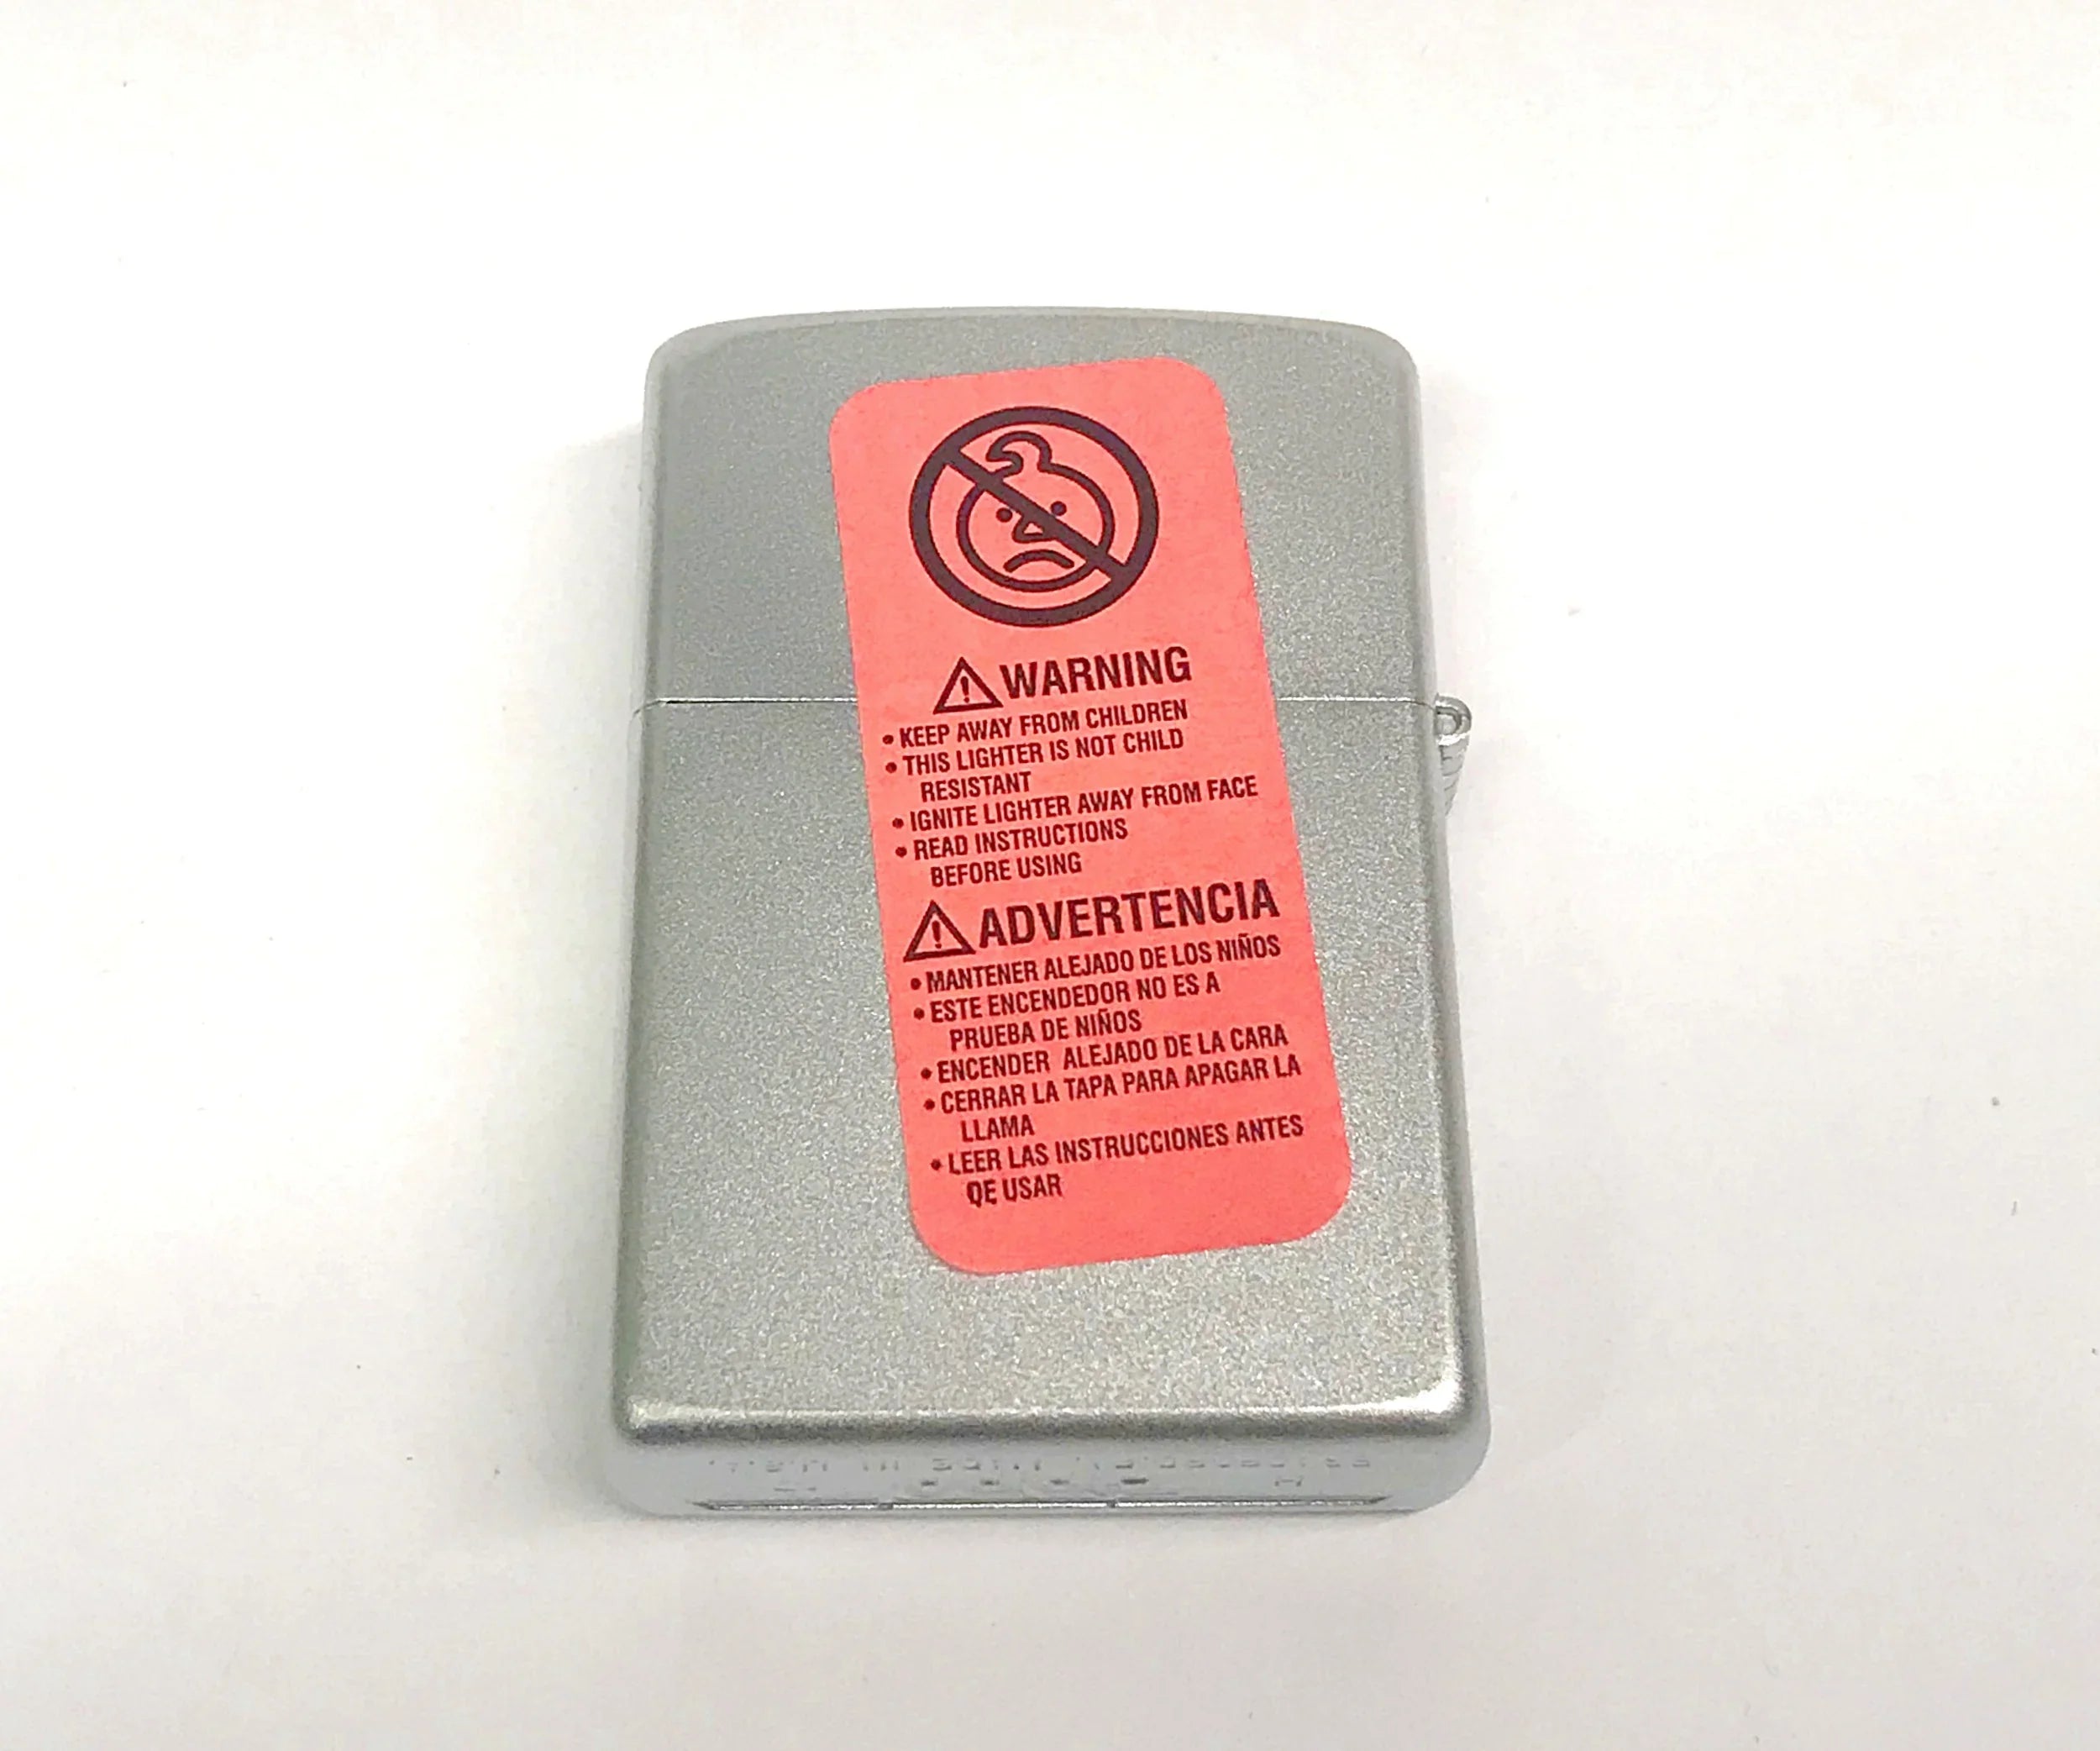 WARNING
• KEEP AWAY FROM CHILDREN
• THIS LIGHTER IS NOT CHILD
RESISTANT
• IGNITE LIGHTER AWAY FROM FACE
• READ INSTRUCTIONS
BEFORE USING
ADVERTENCIA
• MANTENER ALEJADO DE LOS NIÑOS
• ESTE ENCENDEDOR NO ES A
PRUEBA DE NIÑOS
• ENCENDER ALEJADO DE LA CARA
• CERRAR LA TAPA PARA APAGAR LA
LLAMA
• LEER LAS INSTRUCCIONES ANTES
QE USAR